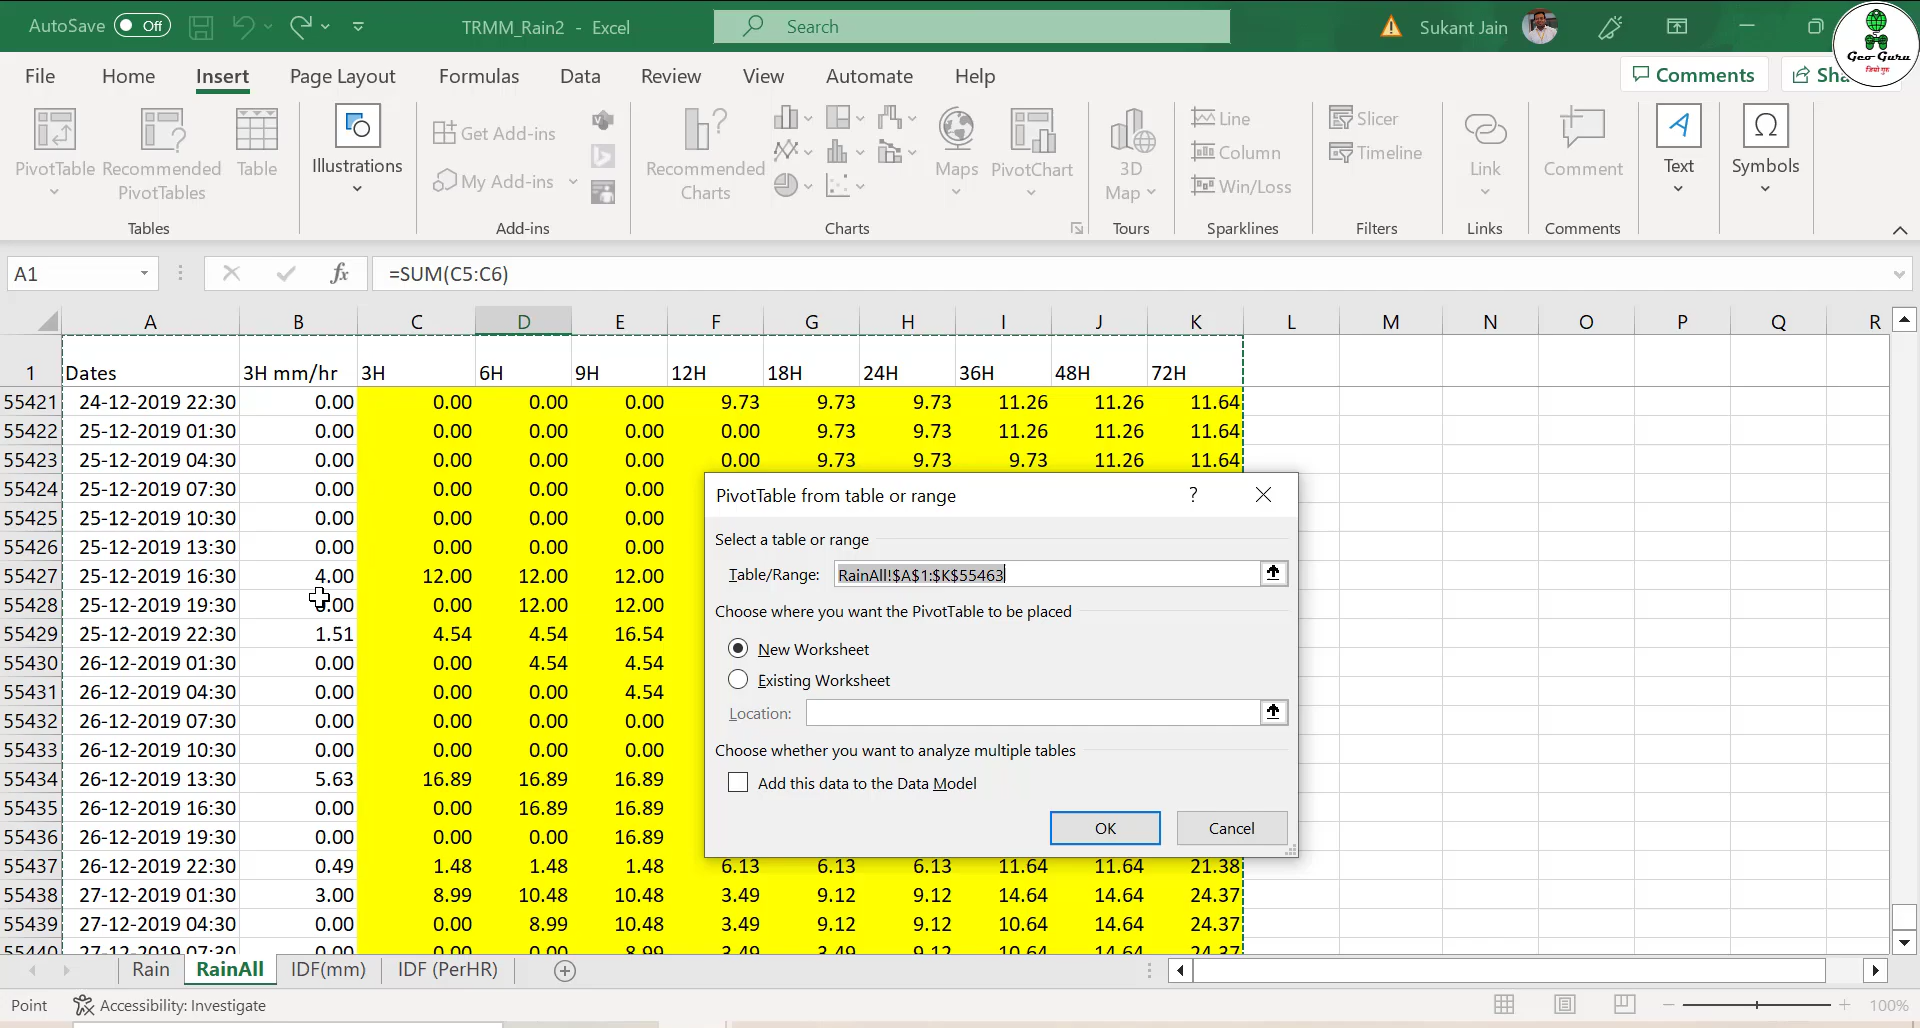 AutoSave Off TRMM_Rain2 - Excel Search Sukant Jain
Geo Guru
जियो गुरु
File Home Insert Page Layout Formulas Data Review View Automate Help Comments
PivotTable Recommended PivotTables Table Illustrations Get Add-ins My Add-ins Recommended Charts Maps PivotChart 3D Map Line Column Win/Loss Slicer Timeline Link Comment Text Symbols
Tables Add-ins Charts Tours Sparklines Filters Links Comments
A1 fx =SUM(C5:C6)
A B C D E F G H I J K L M N O P Q R
1 Dates 3H mm/hr 3H 6H 9H 12H 18H 24H 36H 48H 72H
55421 24-12-2019 22:30 0.00 0.00 0.00 0.00 9.73 9.73 9.73 11.26 11.26 11.64
55422 25-12-2019 01:30 0.00 0.00 0.00 0.00 0.00 9.73 9.73 11.26 11.26 11.64
55423 25-12-2019 04:30 0.00 0.00 0.00 0.00 0.00 9.73 9.73 9.73 11.26 11.64
55424 25-12-2019 07:30 0.00 0.00 0.00 0.00
55425 25-12-2019 10:30 0.00 0.00 0.00 0.00
55426 25-12-2019 13:30 0.00 0.00 0.00 0.00
55427 25-12-2019 16:30 4.00 12.00 12.00 12.00
55428 25-12-2019 19:30 0.00 0.00 12.00 12.00
55429 25-12-2019 22:30 1.51 4.54 4.54 16.54
55430 26-12-2019 01:30 0.00 0.00 4.54 4.54
55431 26-12-2019 04:30 0.00 0.00 0.00 4.54
55432 26-12-2019 07:30 0.00 0.00 0.00 0.00
55433 26-12-2019 10:30 0.00 0.00 0.00 0.00
55434 26-12-2019 13:30 5.63 16.89 16.89 16.89
55435 26-12-2019 16:30 0.00 0.00 16.89 16.89
55436 26-12-2019 19:30 0.00 0.00 0.00 16.89
55437 26-12-2019 22:30 0.49 1.48 1.48 1.48 6.13 6.13 6.13 11.64 11.64 21.38
55438 27-12-2019 01:30 3.00 8.99 10.48 10.48 3.49 9.12 9.12 14.64 14.64 24.37
55439 27-12-2019 04:30 0.00 0.00 8.99 10.48 3.49 9.12 9.12 10.64 14.64 24.37
55440 27-12-2019 07:30 0.00 0.00 0.00 8.99 3.49 3.49 9.12 10.64 14.64 24.37
PivotTable from table or range ?
Select a table or range
Table/Range: RainAll!$A$1:$K$55463
Choose where you want the PivotTable to be placed
New Worksheet
Existing Worksheet
Location:
Choose whether you want to analyze multiple tables
Add this data to the Data Model
OK Cancel
Rain RainAll IDF(mm) IDF (PerHR)
Point Accessibility: Investigate 100%